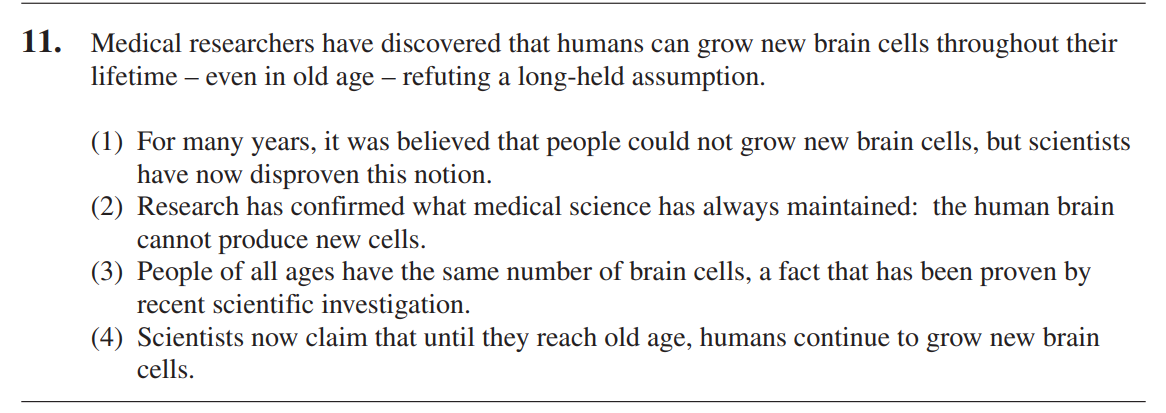 11. Medical researchers have discovered that humans can grow new brain cells throughout their
lifetime – even in old age – refuting a long-held assumption.
(1) For many years, it was believed that people could not grow new brain cells, but scientists
have now disproven this notion.
(2) Research has confirmed what medical science has always maintained: the human brain
cannot produce new cells.
(3) People of all ages have the same number of brain cells, a fact that has been proven by
recent scientific investigation.
(4) Scientists now claim that until they reach old age, humans continue to grow new brain
cells.